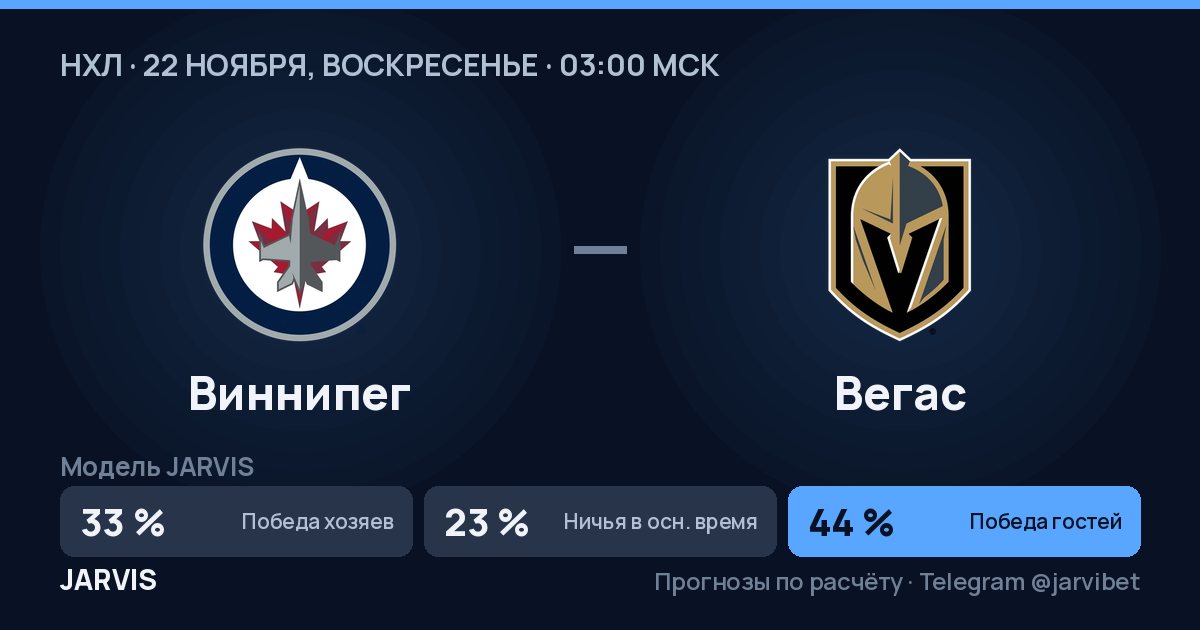 НХЛ · 22 НОЯБРЯ, ВОСКРЕСЕНЬЕ · 03:00 МСК
Виннипег — Вегас
Модель JARVIS
33 % Победа хозяев 23 % Ничья в осн. время 44 % Победа гостей
JARVIS Прогнозы по расчёту · Telegram @jarvibet